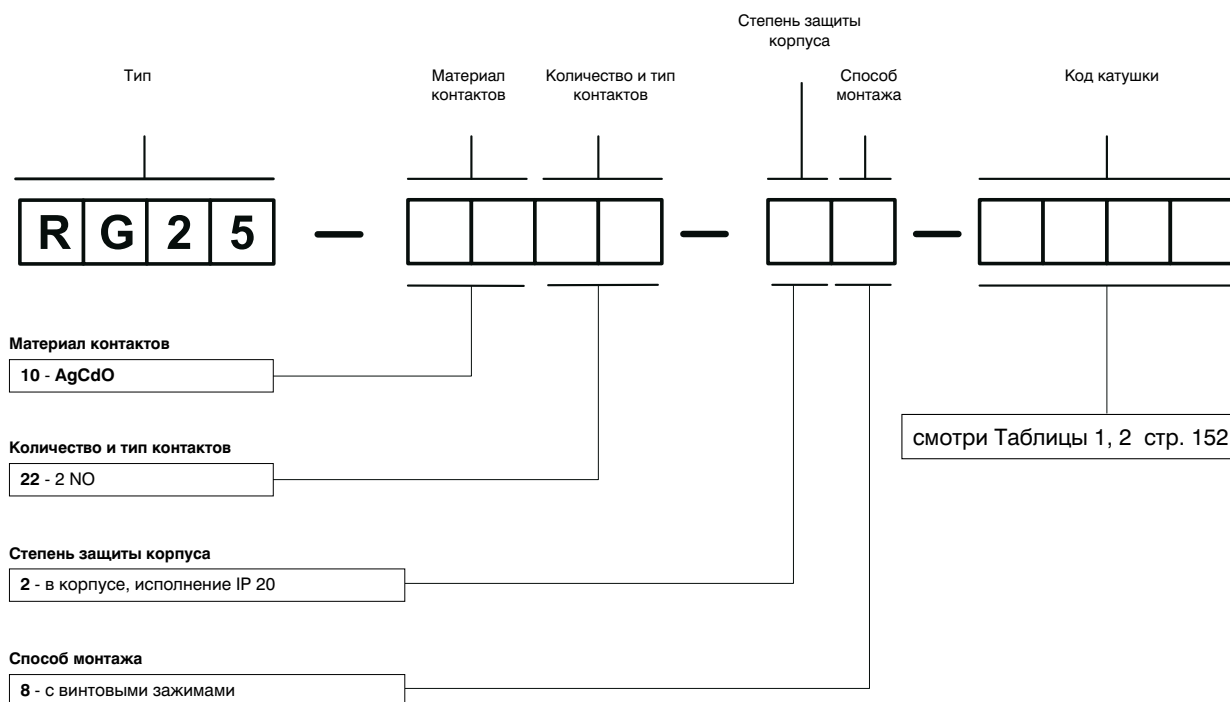 Степень защиты
корпуса
Тип
Материал
контактов
Количество и тип
контактов
Способ
монтажа
Код катушки
R G 2 5 — — —
Материал контактов
10 - AgCdO
смотри Таблицы 1, 2 стр. 152
Количество и тип контактов
22 - 2 NO
Степень защиты корпуса
2 - в корпусе, исполнение IP 20
Способ монтажа
8 - с винтовыми зажимами